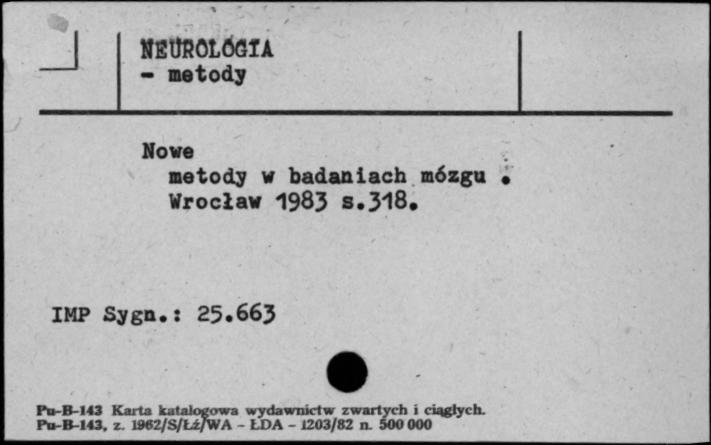 NEUROLOGIA
- metody
Nowe
metody w badaniach mózgu .
Wrocław 1983 s.318.
IMP Sygn.: 25.663
Pu-B-143 Karta katalogowa wydawnictw zwartych i ciągłych.
Pu-B-143, z. 1962/S/Łź/WA - ŁDA - 1203/82 n. 500 000